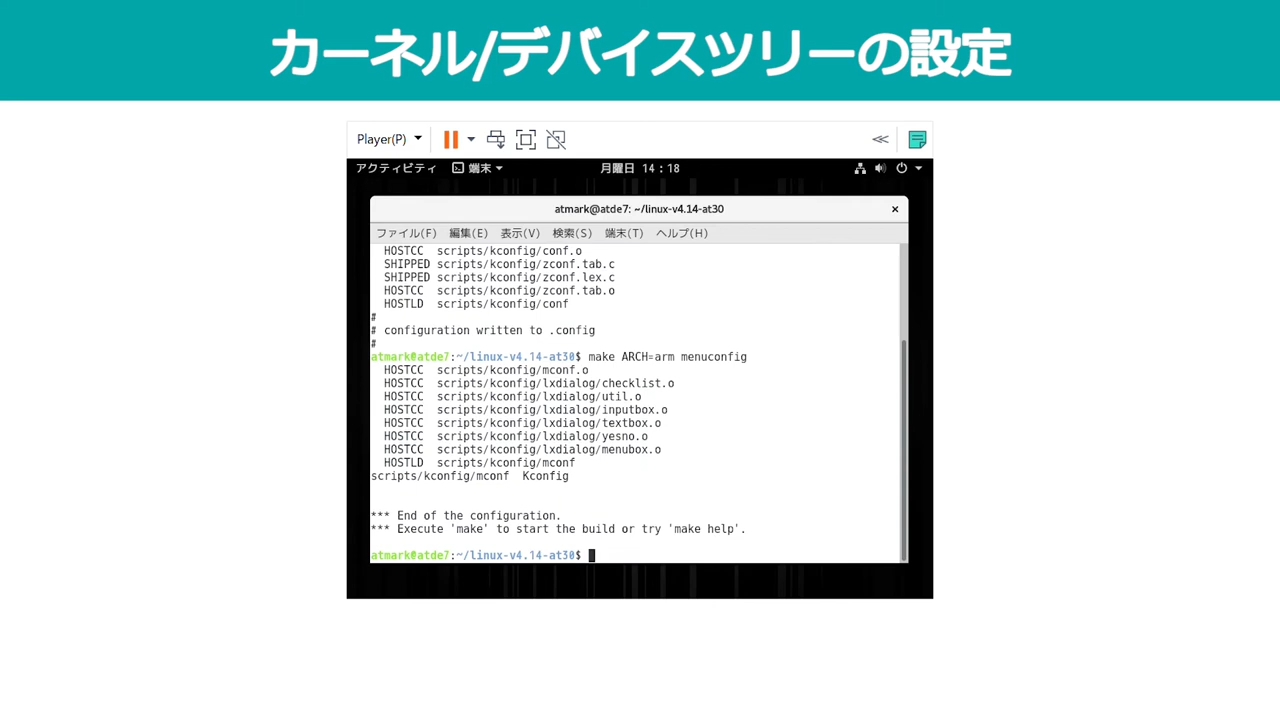 カーネル/デバイスツリーの設定
Player(P)
アクティビティ 端末 月曜日 14：18
atmark@atde7: ~/linux-v4.14-at30 ×
ファイル(F) 編集(E) 表示(V) 検索(S) 端末(T) ヘルプ(H)
HOSTCC scripts/kconfig/conf.o
SHIPPED scripts/kconfig/zconf.tab.c
SHIPPED scripts/kconfig/zconf.lex.c
HOSTCC scripts/kconfig/zconf.tab.o
HOSTLD scripts/kconfig/conf
#
# configuration written to .config
#
atmark@atde7:~/linux-v4.14-at30$ make ARCH=arm menuconfig
HOSTCC scripts/kconfig/mconf.o
HOSTCC scripts/kconfig/lxdialog/checklist.o
HOSTCC scripts/kconfig/lxdialog/util.o
HOSTCC scripts/kconfig/lxdialog/inputbox.o
HOSTCC scripts/kconfig/lxdialog/textbox.o
HOSTCC scripts/kconfig/lxdialog/yesno.o
HOSTCC scripts/kconfig/lxdialog/menubox.o
HOSTLD scripts/kconfig/mconf
scripts/kconfig/mconf Kconfig
*** End of the configuration.
*** Execute 'make' to start the build or try 'make help'.
atmark@atde7:~/linux-v4.14-at30$